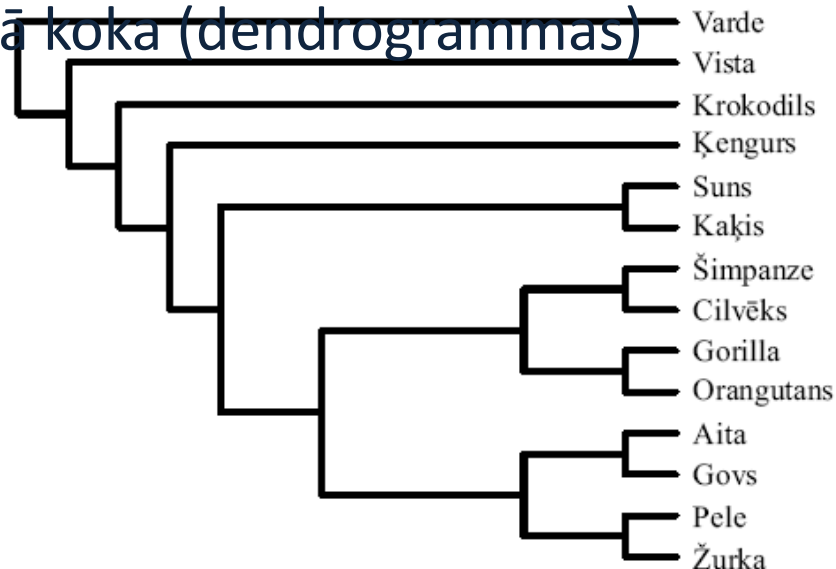 ā koka (dendrogrammas)
Varde
Vista
Krokodils
Ķengurs
Suns
Kaķis
Šimpanze
Cilvēks
Gorilla
Orangutans
Aita
Govs
Pele
Žurka